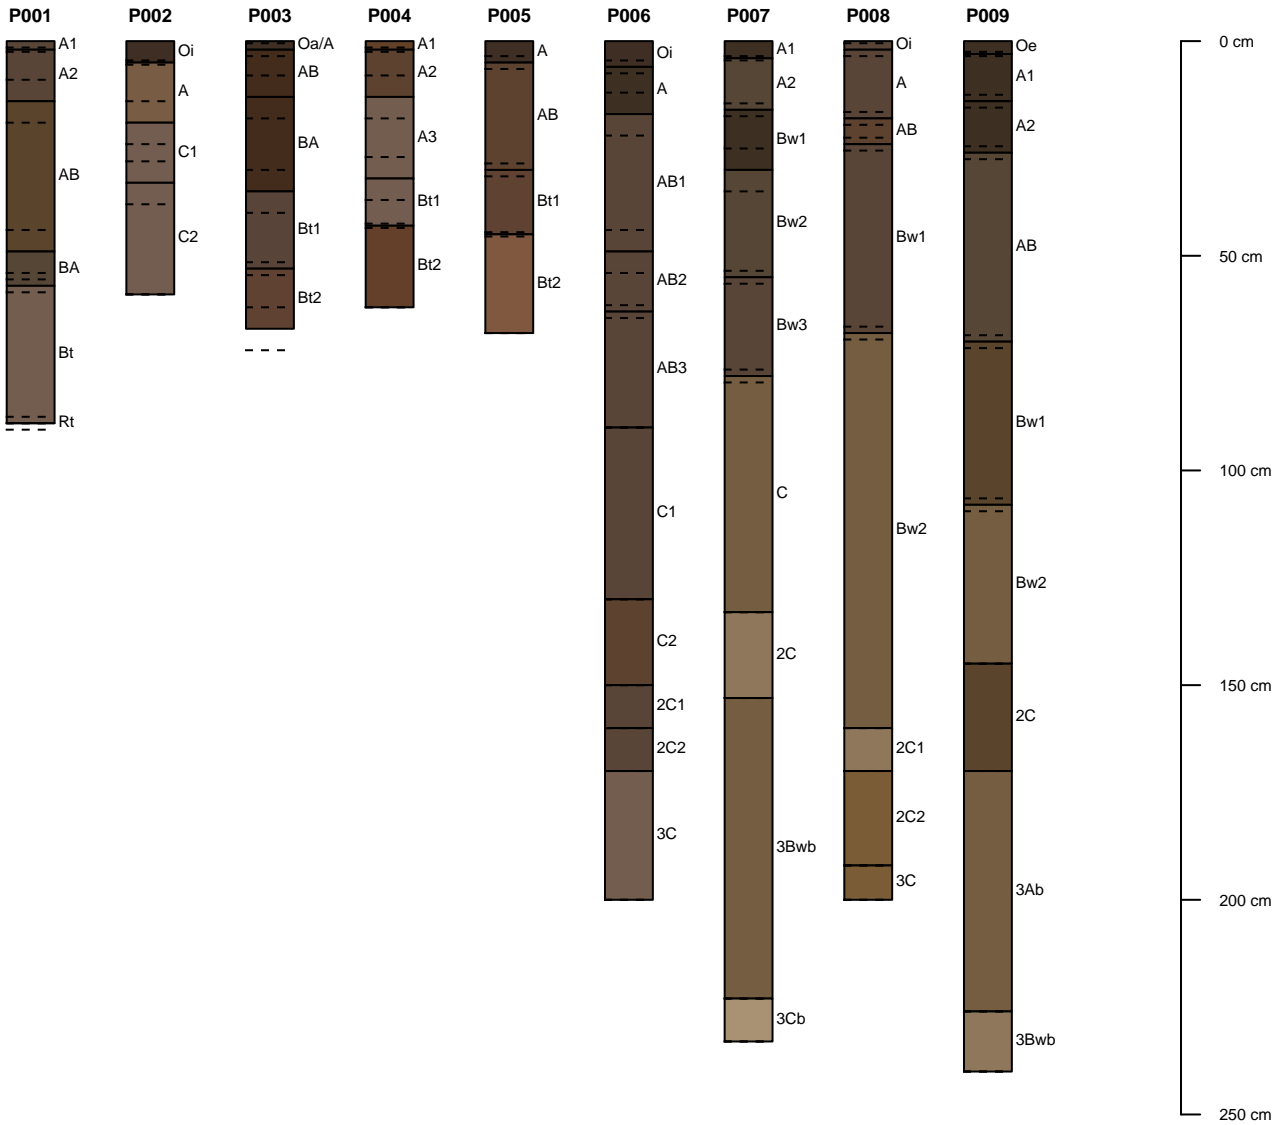 P001 P002 P003 P004 P005 P006 P007 P008 P009
A1
A2
AB
BA
Bt
Rt
Oi
A
C1
C2
Oa/A
AB
BA
Bt1
Bt2
A1
A2
A3
Bt1
Bt2
A
AB
Bt1
Bt2
Oi
A
AB1
AB2
AB3
C1
C2
2C1
2C2
3C
A1
A2
Bw1
Bw2
Bw3
C
2C
3Bwb
3Cb
Oi
A
AB
Bw1
Bw2
2C1
2C2
3C
Oe
A1
A2
AB
Bw1
Bw2
2C
3Ab
3Bwb
0 cm
50 cm
100 cm
150 cm
200 cm
250 cm